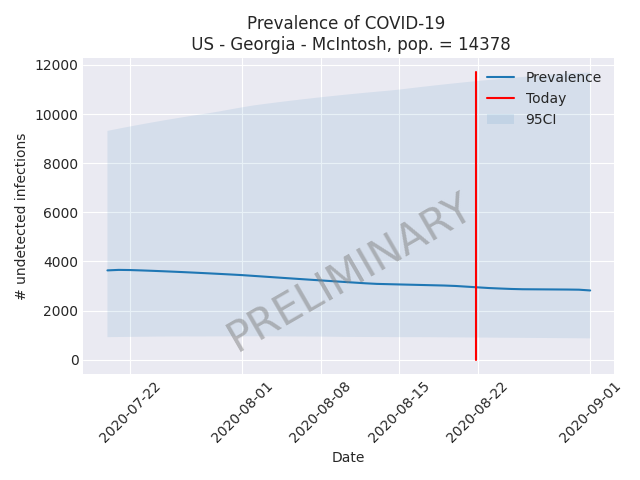 Prevalence of COVID-19
US - Georgia - McIntosh, pop. = 14378
# undetected infections
12000
10000
8000
6000
4000
2000
0
Prevalence
Today
95CI
PRELIMINARY
2020-07-22
2020-08-01
2020-08-08
2020-08-15
2020-08-22
2020-09-01
Date